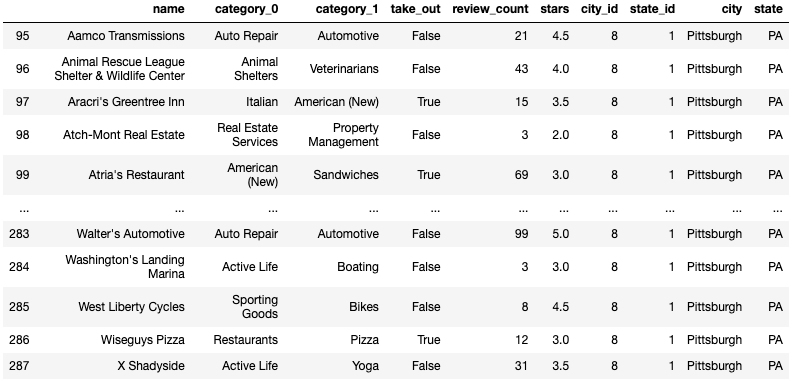 name category_0 category_1 take_out review_count stars city_id state_id city state
95 Aamco Transmissions Auto Repair Automotive False 21 4.5 8 1 Pittsburgh PA
96 Animal Rescue League Shelter & Wildlife Center Animal Shelters Veterinarians False 43 4.0 8 1 Pittsburgh PA
97 Aracri's Greentree Inn Italian American (New) True 15 3.5 8 1 Pittsburgh PA
98 Atch-Mont Real Estate Real Estate Services Property Management False 3 2.0 8 1 Pittsburgh PA
99 Atria's Restaurant American (New) Sandwiches True 69 3.0 8 1 Pittsburgh PA
... ... ... ... ... ... ... ... ... ... ...
283 Walter's Automotive Auto Repair Automotive False 99 5.0 8 1 Pittsburgh PA
284 Washington's Landing Marina Active Life Boating False 3 3.0 8 1 Pittsburgh PA
285 West Liberty Cycles Sporting Goods Bikes False 8 4.5 8 1 Pittsburgh PA
286 Wiseguys Pizza Restaurants Pizza True 12 3.0 8 1 Pittsburgh PA
287 X Shadyside Active Life Yoga False 31 3.5 8 1 Pittsburgh PA